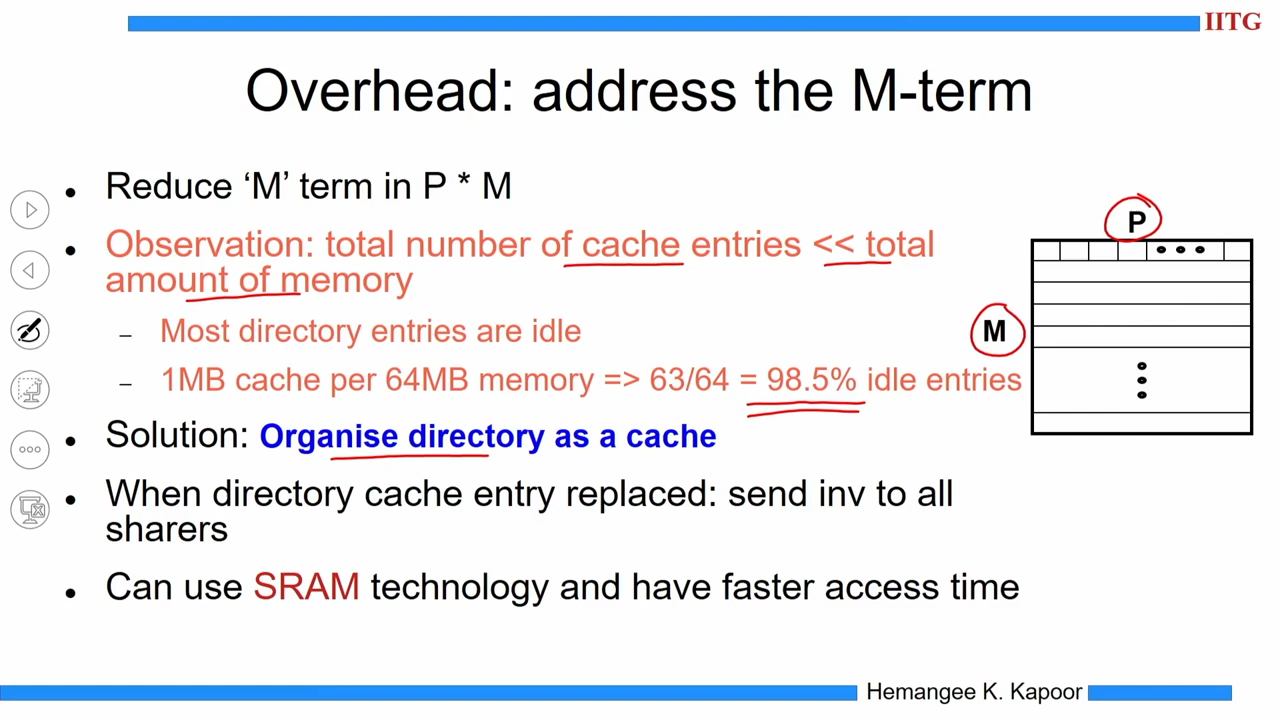 IITG
Overhead: address the M-term
• Reduce ‘M’ term in P * M
• Observation: total number of cache entries << total
amount of memory
– Most directory entries are idle
– 1MB cache per 64MB memory => 63/64 = 98.5% idle entries
• Solution: Organise directory as a cache
• When directory cache entry replaced: send inv to all
sharers
• Can use SRAM technology and have faster access time
P
M
Hemangee K. Kapoor